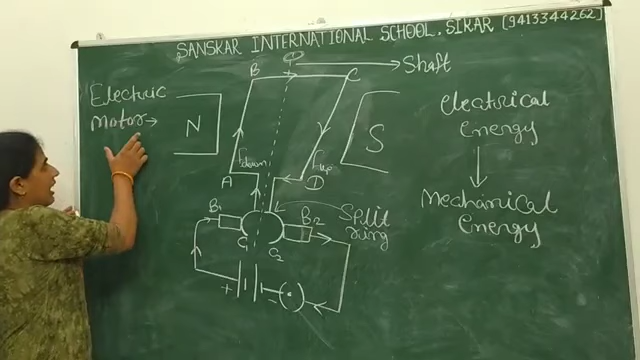 SANSKAR INTERNATIONAL SCHOOL. SIKAR (9413344262)
Electric
Motor→
Shaft
B
C
N
S
Fdown
Fup
A
D
B1
B2
C1
C2
Split
ring
+
-
Electrical
Energy
Mechanical
Energy